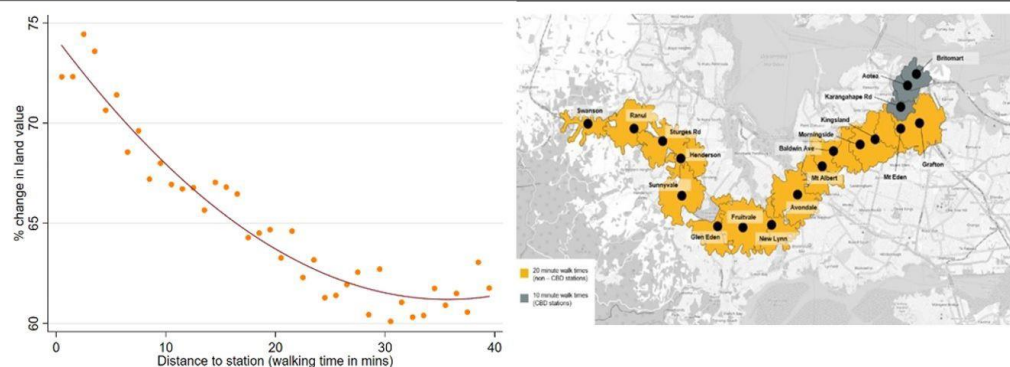 75
70
65
60
% change in land value
0 10 20 30 40
Distance to station (walking time in mins)
Britomart
Aotea
Karangahape Rd
Swanson
Ranui
Kingsland
Sturges Rd
Morningside
Baldwin Ave
Henderson
Grafton
Mt Eden
Mt Albert
Sunnyvale
Avondale
Fruitvale
Glen Eden
New Lynn
20 minute walk times
(non - CBD stations)
10 minute walk times
(CBD stations)